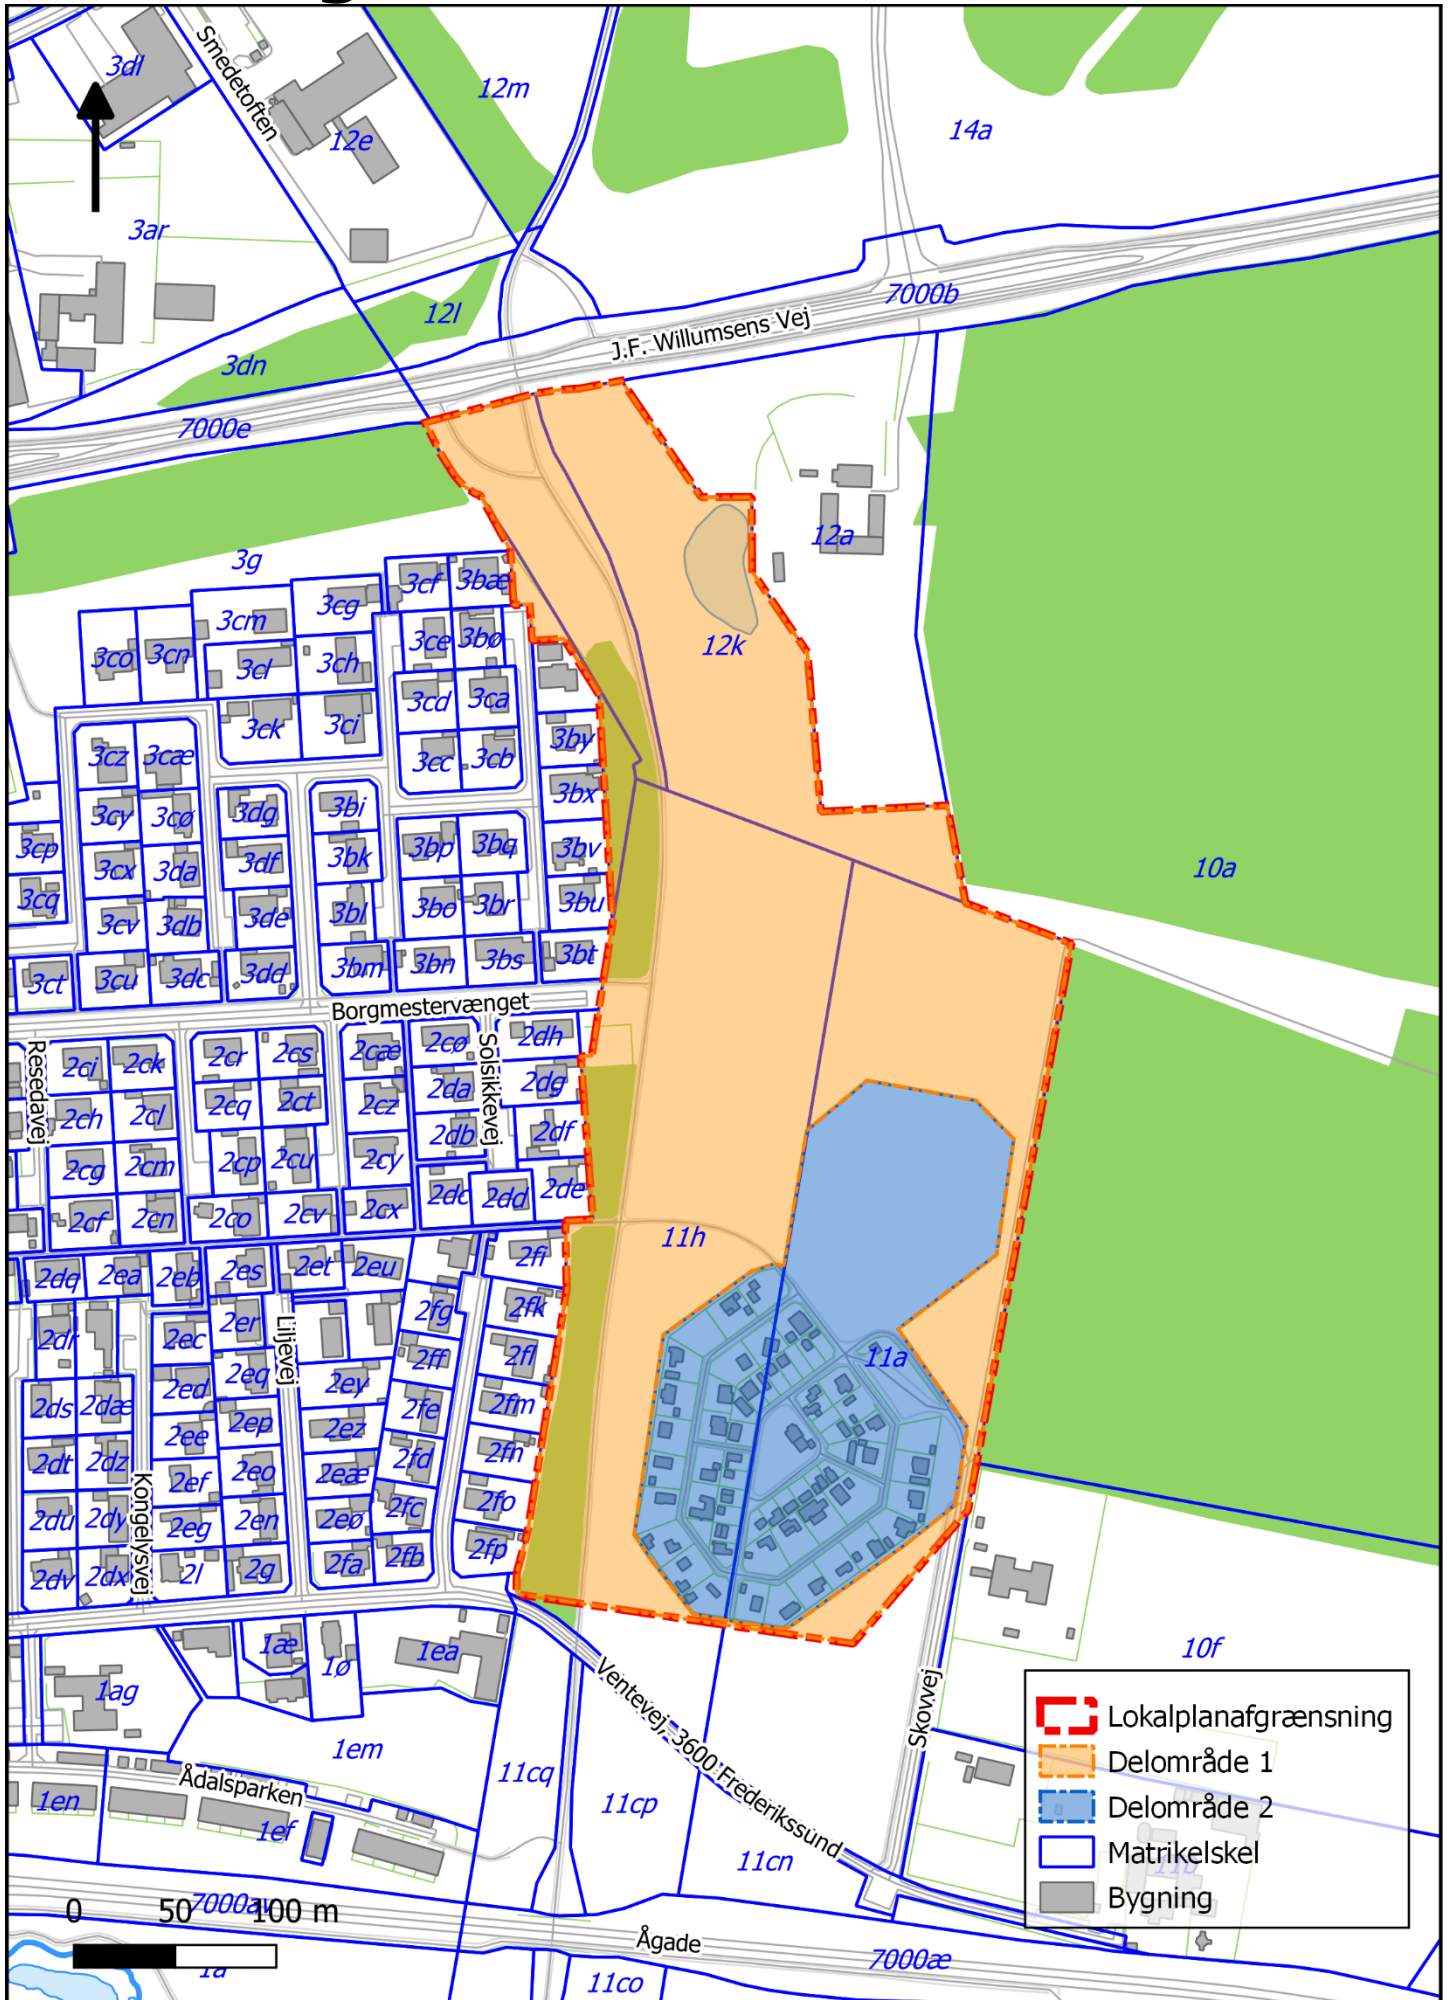 3dl
Smedetoften
12m
12e
14a
3ar
12l
7000b
J.F. Willumsens Vej
3dn
7000e
12a
3g
3cf
3bæ
3cg
3cm
3ce
3bø
12k
3co
3cn
3cl
3ch
3cd
3ca
3ck
3ci
3by
3cz
3cæ
3cc
3cb
3bx
3cy
3cø
3dg
3bi
3cp
3cx
3da
3df
3bk
3bp
3bq
3bv
10a
3cq
3cv
3db
3de
3bl
3bo
3br
3bu
3ct
3cu
3dc
3dd
3bm
3bn
3bs
3bt
Borgmestervænget
Resedavej
2ci
2ck
2cr
2cs
2cæ
2cø
Solsikkevej
2dh
2ch
2cl
2cq
2ct
2cz
2da
2dg
2cg
2cm
2cp
2cu
2cy
2db
2df
2cf
2cn
2co
2cv
2cx
2dc
2dd
2de
11h
2dq
2ea
2eb
2es
2et
2eu
2fi
2dr
2ec
2er
Liljevej
2fg
2fk
2ff
2fl
11a
2ds
2dæ
2ed
2eq
2ey
2fe
2fm
2dt
2dz
2ee
2ep
2ez
2fd
2fn
2du
2dy
Kongelysvej
2ef
2eo
2eæ
2fc
2fo
2dv
2dx
2eg
2en
2eø
2fb
2fp
2l
2g
2fa
1æ
1ø
1ea
10f
1ag
1em
Ventevej, 3600 Frederikssund
Skovvej
Ådalsparken
1en
1ef
11cq
11cp
11cn
Lokalplanafgrænsning
Delområde 1
Delområde 2
Matrikelskel
11b
Bygning
0 50 100 m
7000av
Ågade
7000æ
1a
11co